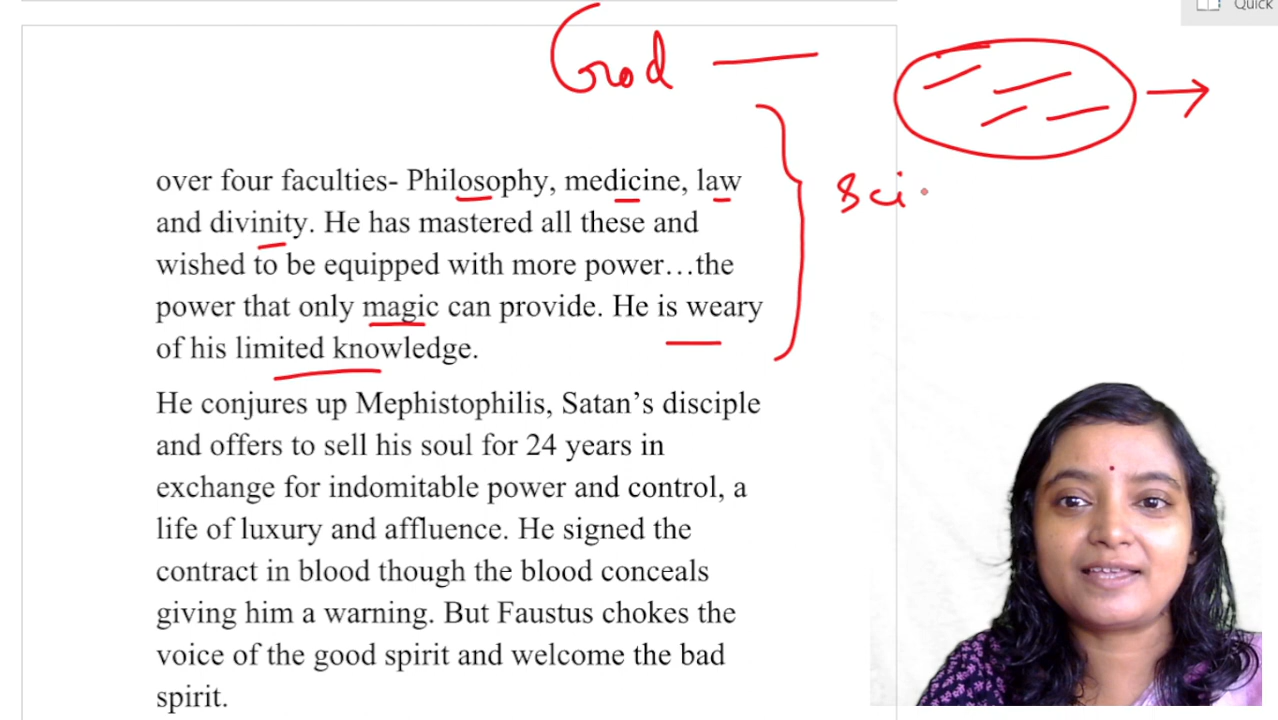 Quick
God
over four faculties- Philosophy, medicine, law
and divinity. He has mastered all these and
wished to be equipped with more power…the
power that only magic can provide. He is weary
of his limited knowledge.
Sci
He conjures up Mephistophilis, Satan’s disciple
and offers to sell his soul for 24 years in
exchange for indomitable power and control, a
life of luxury and affluence. He signed the
contract in blood though the blood conceals
giving him a warning. But Faustus chokes the
voice of the good spirit and welcome the bad
spirit.